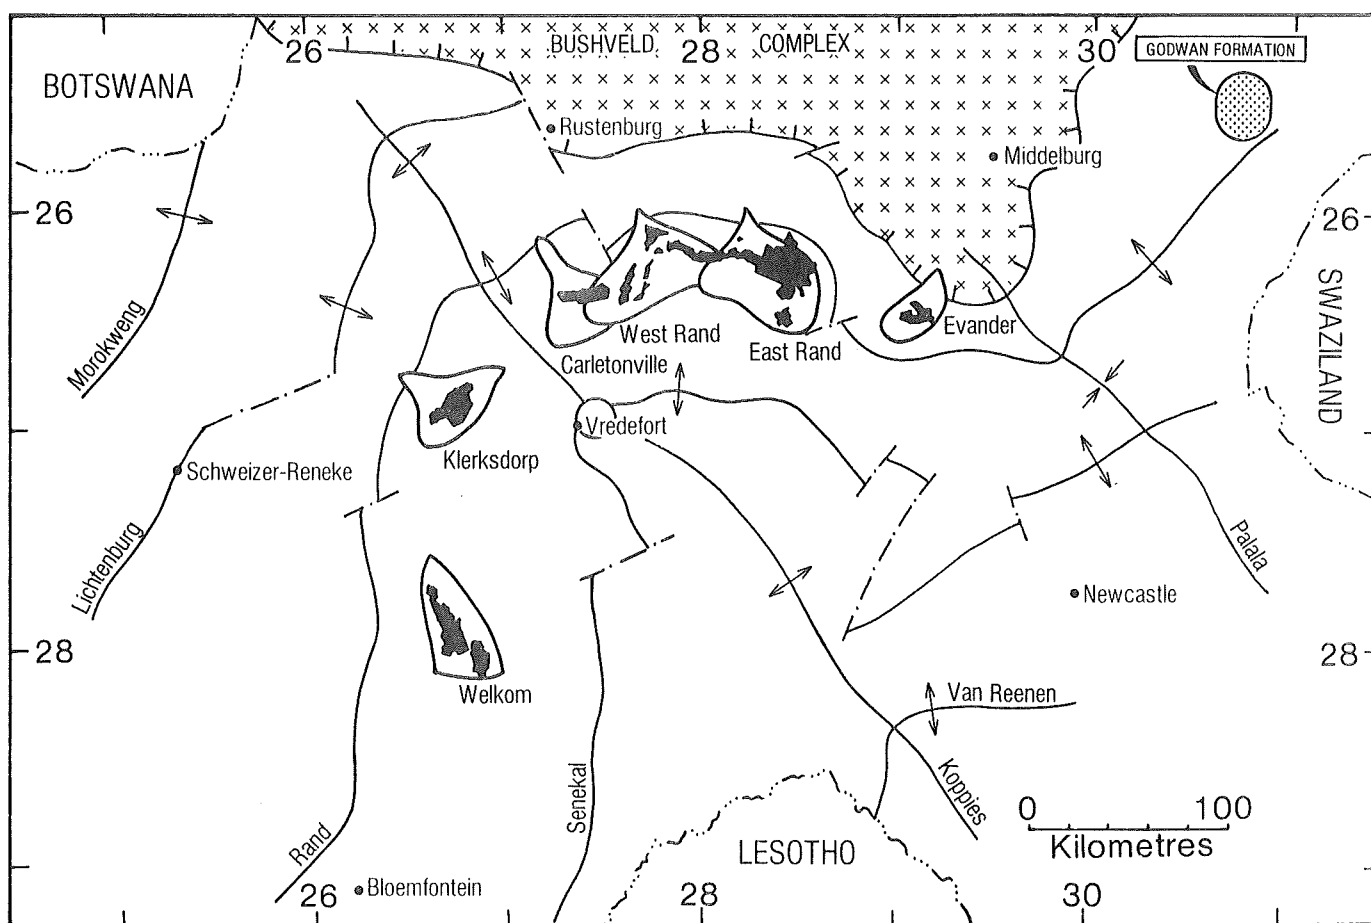 26
BUSHVELD
28
COMPLEX
30
GODWAN FORMATION
BOTSWANA
Rustenburg
Middelburg
26
26
SWAZILAND
Morokweng
West Rand
East Rand
Evander
Carletonville
Vredefort
Klerksdorp
Schweizer-Reneke
Lichtenburg
Palala
Newcastle
28
28
Welkom
Van Reenen
Koppies
Senekal
Rand
0 100
Kilometres
LESOTHO
26
Bloemfontein
28
30